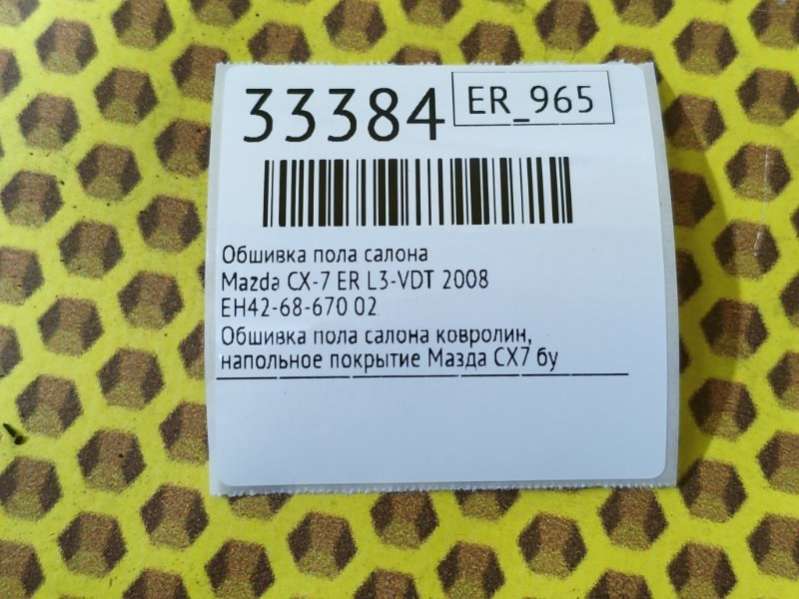 33384 ER_965
Обшивка пола салона
Mazda CX-7 ER L3-VDT 2008
EH42-68-670 02
Обшивка пола салона ковролин,
напольное покрытие Мазда СХ7 бу